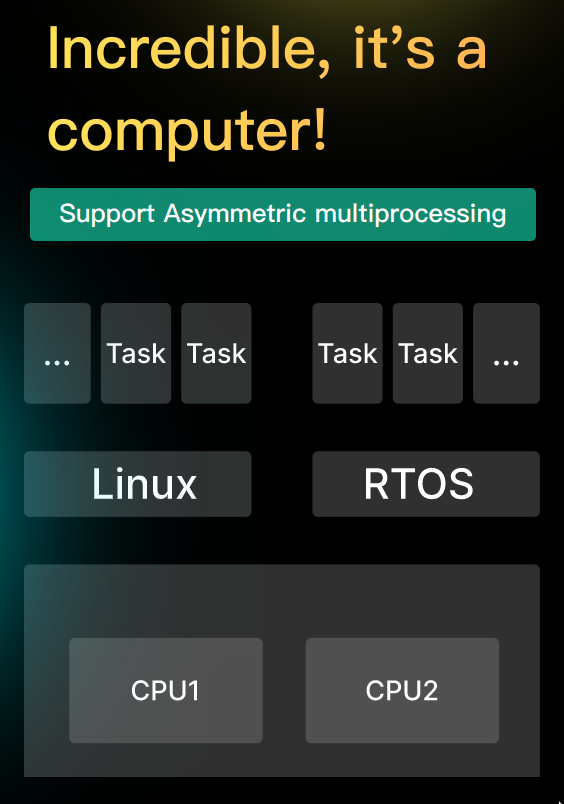 Incredible, it’s a
computer!
Support Asymmetric multiprocessing
... Task Task Task Task ...
Linux RTOS
CPU1 CPU2